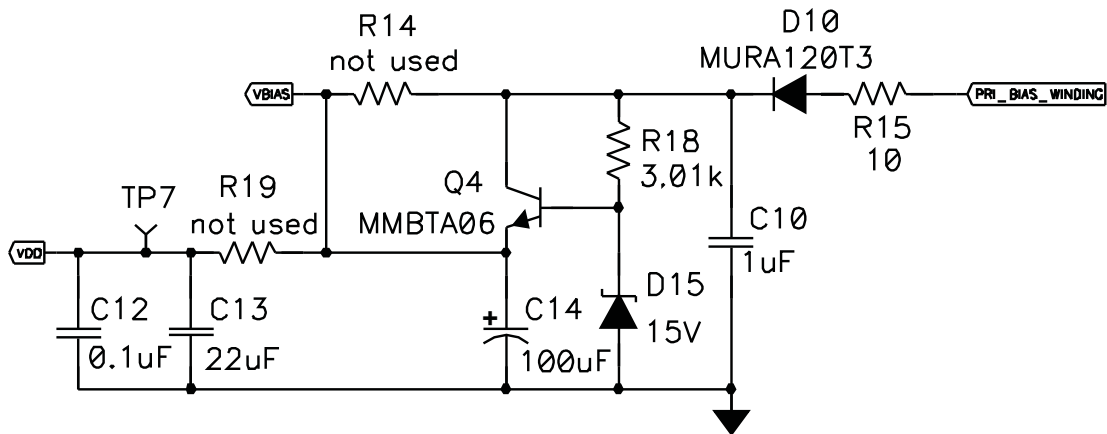 R14
not used
D10
MURA120T3
VBIAS
PRI_BIAS_WINDING
R15
10
R18
3,01k
Q4
MMBTA06
TP7
R19
not used
VDD
C10
1uF
C12
0.1uF
C13
22uF
+
C14
100uF
D15
15V